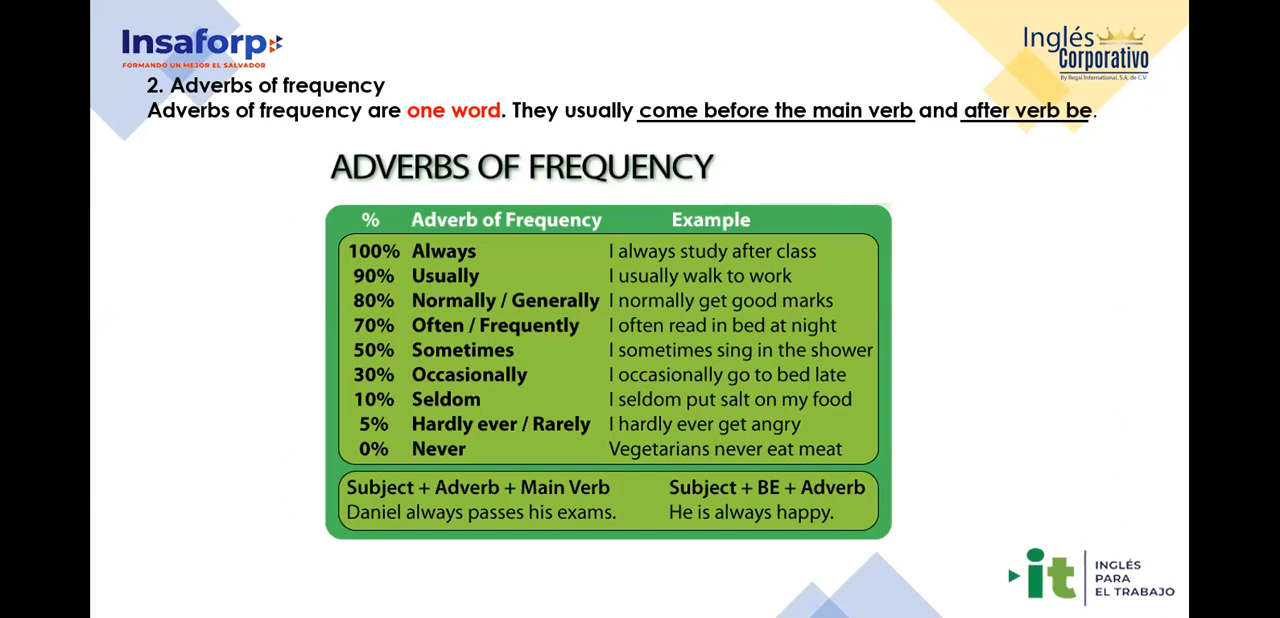 Insaforp
FORMANDO UN MEJOR EL SALVADOR
Inglés
Corporativo
By Regal International, S.A. de C.V
2. Adverbs of frequency
Adverbs of frequency are one word. They usually come before the main verb and after verb be.
ADVERBS OF FREQUENCY
% Adverb of Frequency Example
100% Always I always study after class
90% Usually I usually walk to work
80% Normally / Generally I normally get good marks
70% Often / Frequently I often read in bed at night
50% Sometimes I sometimes sing in the shower
30% Occasionally I occasionally go to bed late
10% Seldom I seldom put salt on my food
5% Hardly ever / Rarely I hardly ever get angry
0% Never Vegetarians never eat meat
Subject + Adverb + Main Verb Subject + BE + Adverb
Daniel always passes his exams. He is always happy.
it
INGLÉS
PARA
EL TRABAJO